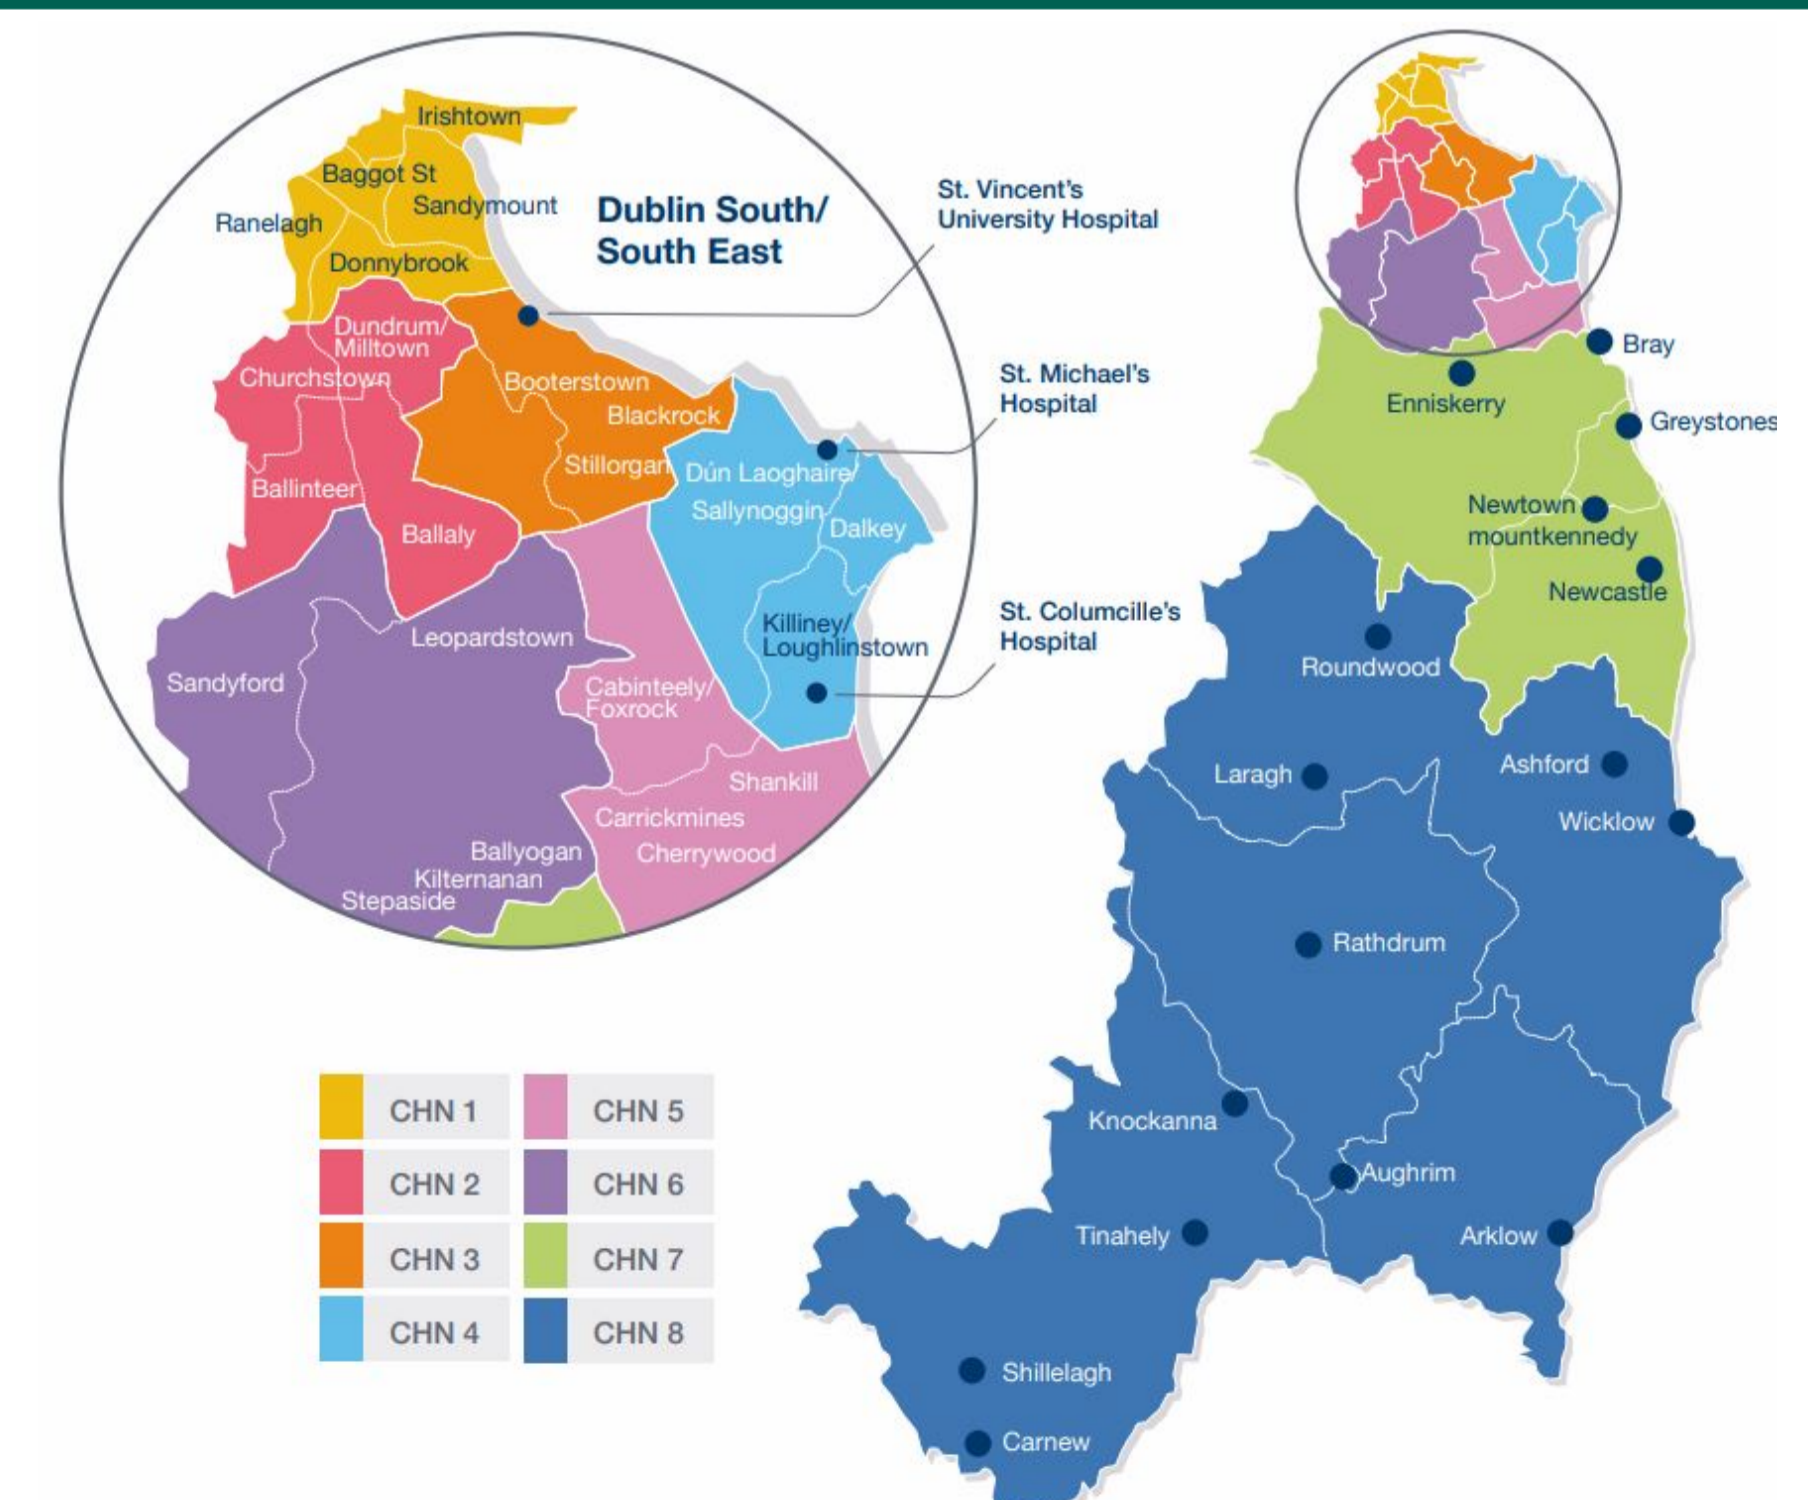 Irishtown
Baggot St
Sandymount
Ranelagh
Donnybrook
Dublin South/
South East
St. Vincent's
University Hospital
Dundrum/
Milltown
Churchstown
Booterstown
Blackrock
Stillorgan
Ballinteer
Ballaly
St. Michael's
Hospital
Dún Laoghaire/
Sallynoggin
Dalkey
Killiney/
Loughlinstown
St. Columcille's
Hospital
Leopardstown
Sandyford
Cabinteely/
Foxrock
Shankill
Carrickmines
Cherrywood
Ballyogan
Kilternanan
Stepaside
Bray
Enniskerry
Greystones
Newtown
mountkennedy
Newcastle
Roundwood
Laragh
Ashford
Wicklow
Rathdrum
Knockanna
Aughrim
Tinahely
Arklow
Shillelagh
Carnew
CHN 1
CHN 5
CHN 2
CHN 6
CHN 3
CHN 7
CHN 4
CHN 8